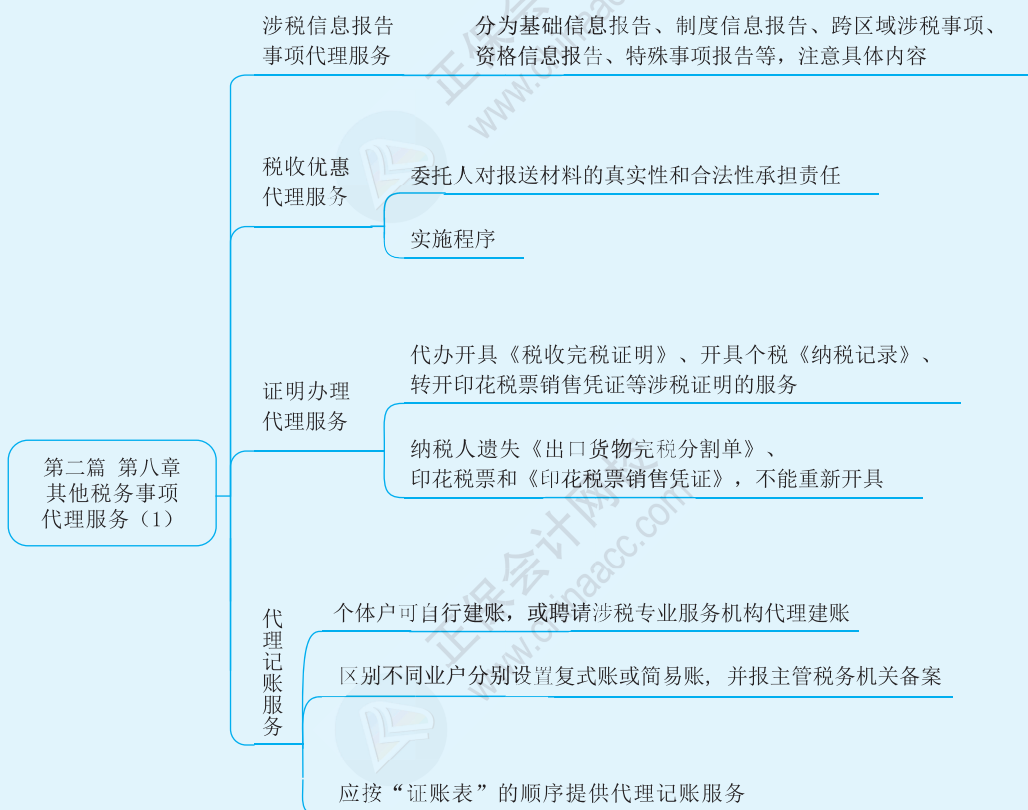 涉税信息报告
事项代理服务
分为基础信息报告、制度信息报告、跨区域涉税事项、
资格信息报告、特殊事项报告等，注意具体内容
税收优惠
代理服务
委托人对报送材料的真实性和合法性承担责任
实施程序
证明办理
代理服务
代办开具《税收完税证明》、开具个税《纳税记录》、
转开印花税票销售凭证等涉税证明的服务
纳税人遗失《出口货物完税分割单》、
印花税票和《印花税票销售凭证》，不能重新开具
第二篇 第八章
其他税务事项
代理服务（1）
代理记账服务
个体户可自行建账，或聘请涉税专业服务机构代理建账
区别不同业户分别设置复式账或简易账, 并报主管税务机关备案
应按“证账表”的顺序提供代理记账服务
正保会计网校
www.chinaacc.com